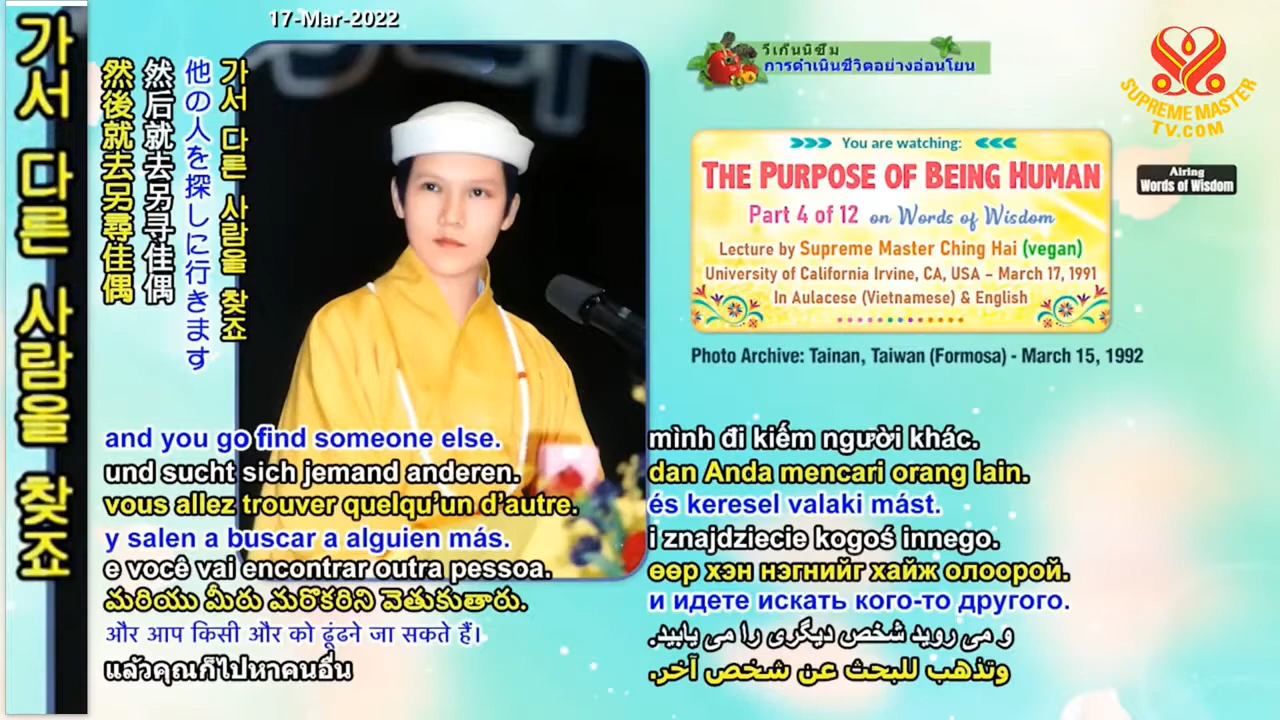 17-Mar-2022
가서 다른 사람을 찾죠
然後就去另尋佳偶
然后就去另寻佳偶
他の人を探しに行きます
가서 다른 사람을 찾죠
วีแก้นนิซึม
การดำเนินชีวิตอย่างอ่อนโยน
SUPREME MASTER
TV.COM
You are watching:
THE PURPOSE OF BEING HUMAN
Part 4 of 12 on Words of Wisdom
Lecture by Supreme Master Ching Hai (vegan)
University of California Irvine, CA, USA – March 17, 1991
In Aulacese (Vietnamese) & English
Airing
Words of Wisdom
Photo Archive: Tainan, Taiwan (Formosa) - March 15, 1992
and you go find someone else.
und sucht sich jemand anderen.
vous allez trouver quelqu’un d’autre.
y salen a buscar a alguien más.
e você vai encontrar outra pessoa.
మరియు మీరు మరొకరిని వెతుకుతారు.
और आप किसी और को ढूंढने जा सकते हैं।
แล้วคุณก็ไปหาคนอื่น
mình đi kiếm người khác.
dan Anda mencari orang lain.
és keresel valaki mást.
i znajdziecie kogoś innego.
өөр хэн нэгнийг хайж олоорой.
и идете искать кого-то другого.
و می روید شخص دیگری را می یابید.
وتذهب للبحث عن شخص آخر.